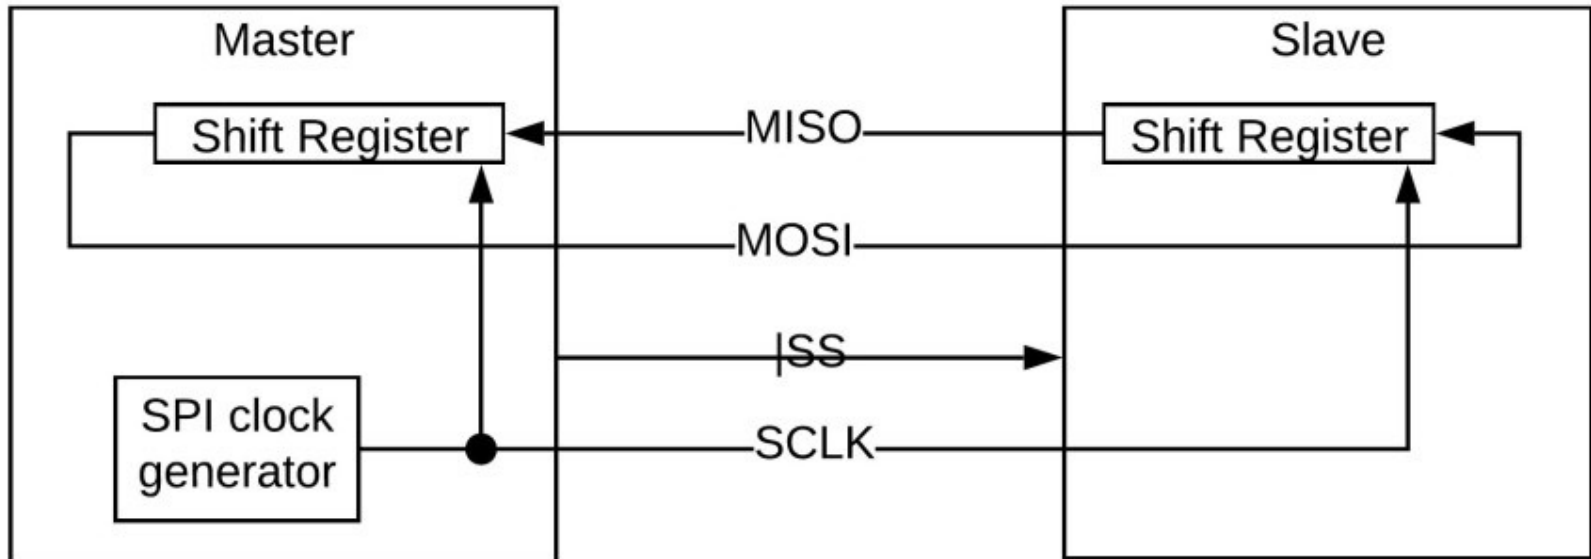 Master
Slave
Shift Register
MISO
Shift Register
MOSI
|SS
SPI clock
generator
SCLK